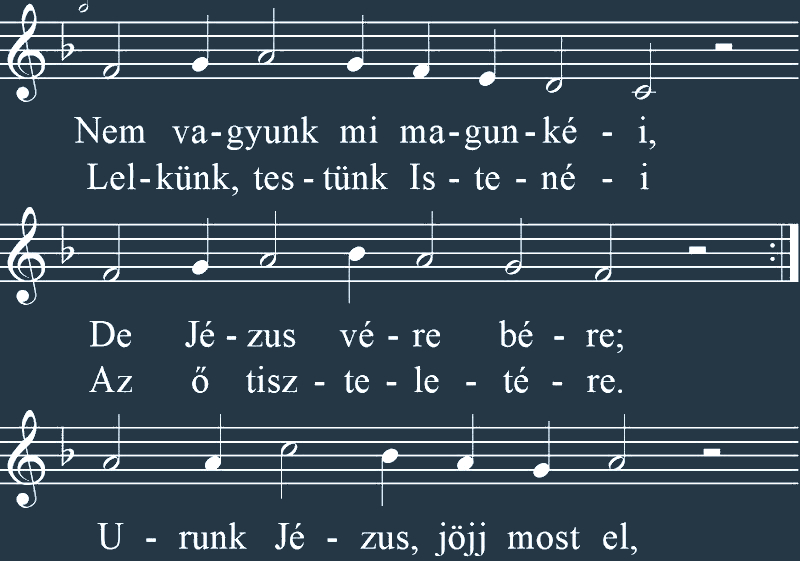 Nem va-gyunk mi ma-gun-ké - i,
Lel-künk, tes-tünk Is - te - né - i
De Jé - zus vé - re bé - re;
Az ő tisz - te - le - té - re.
U - runk Jé - zus, jöjj most el,